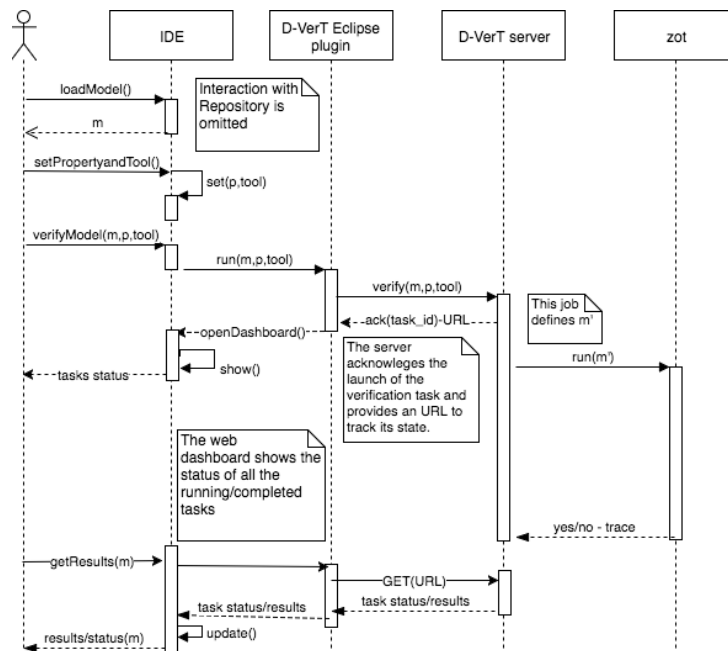 IDE
D-VerT Eclipse
plugin
D-VerT server
zot
loadModel()
Interaction with
Repository is
omitted
m
setPropertyandTool()
set(p,tool)
verifyModel(m,p,tool)
run(m,p,tool)
verify(m,p,tool)
This job
defines m'
ack(task_id)-URL
openDashboard()
The server
acknowleges the
launch of the
verification task and
provides an URL to
track its state.
run(m')
show()
tasks status
The web
dashboard shows the
status of all the
running/completed
tasks
yes/no - trace
getResults(m)
GET(URL)
task status/results
task status/results
update()
results/status(m)